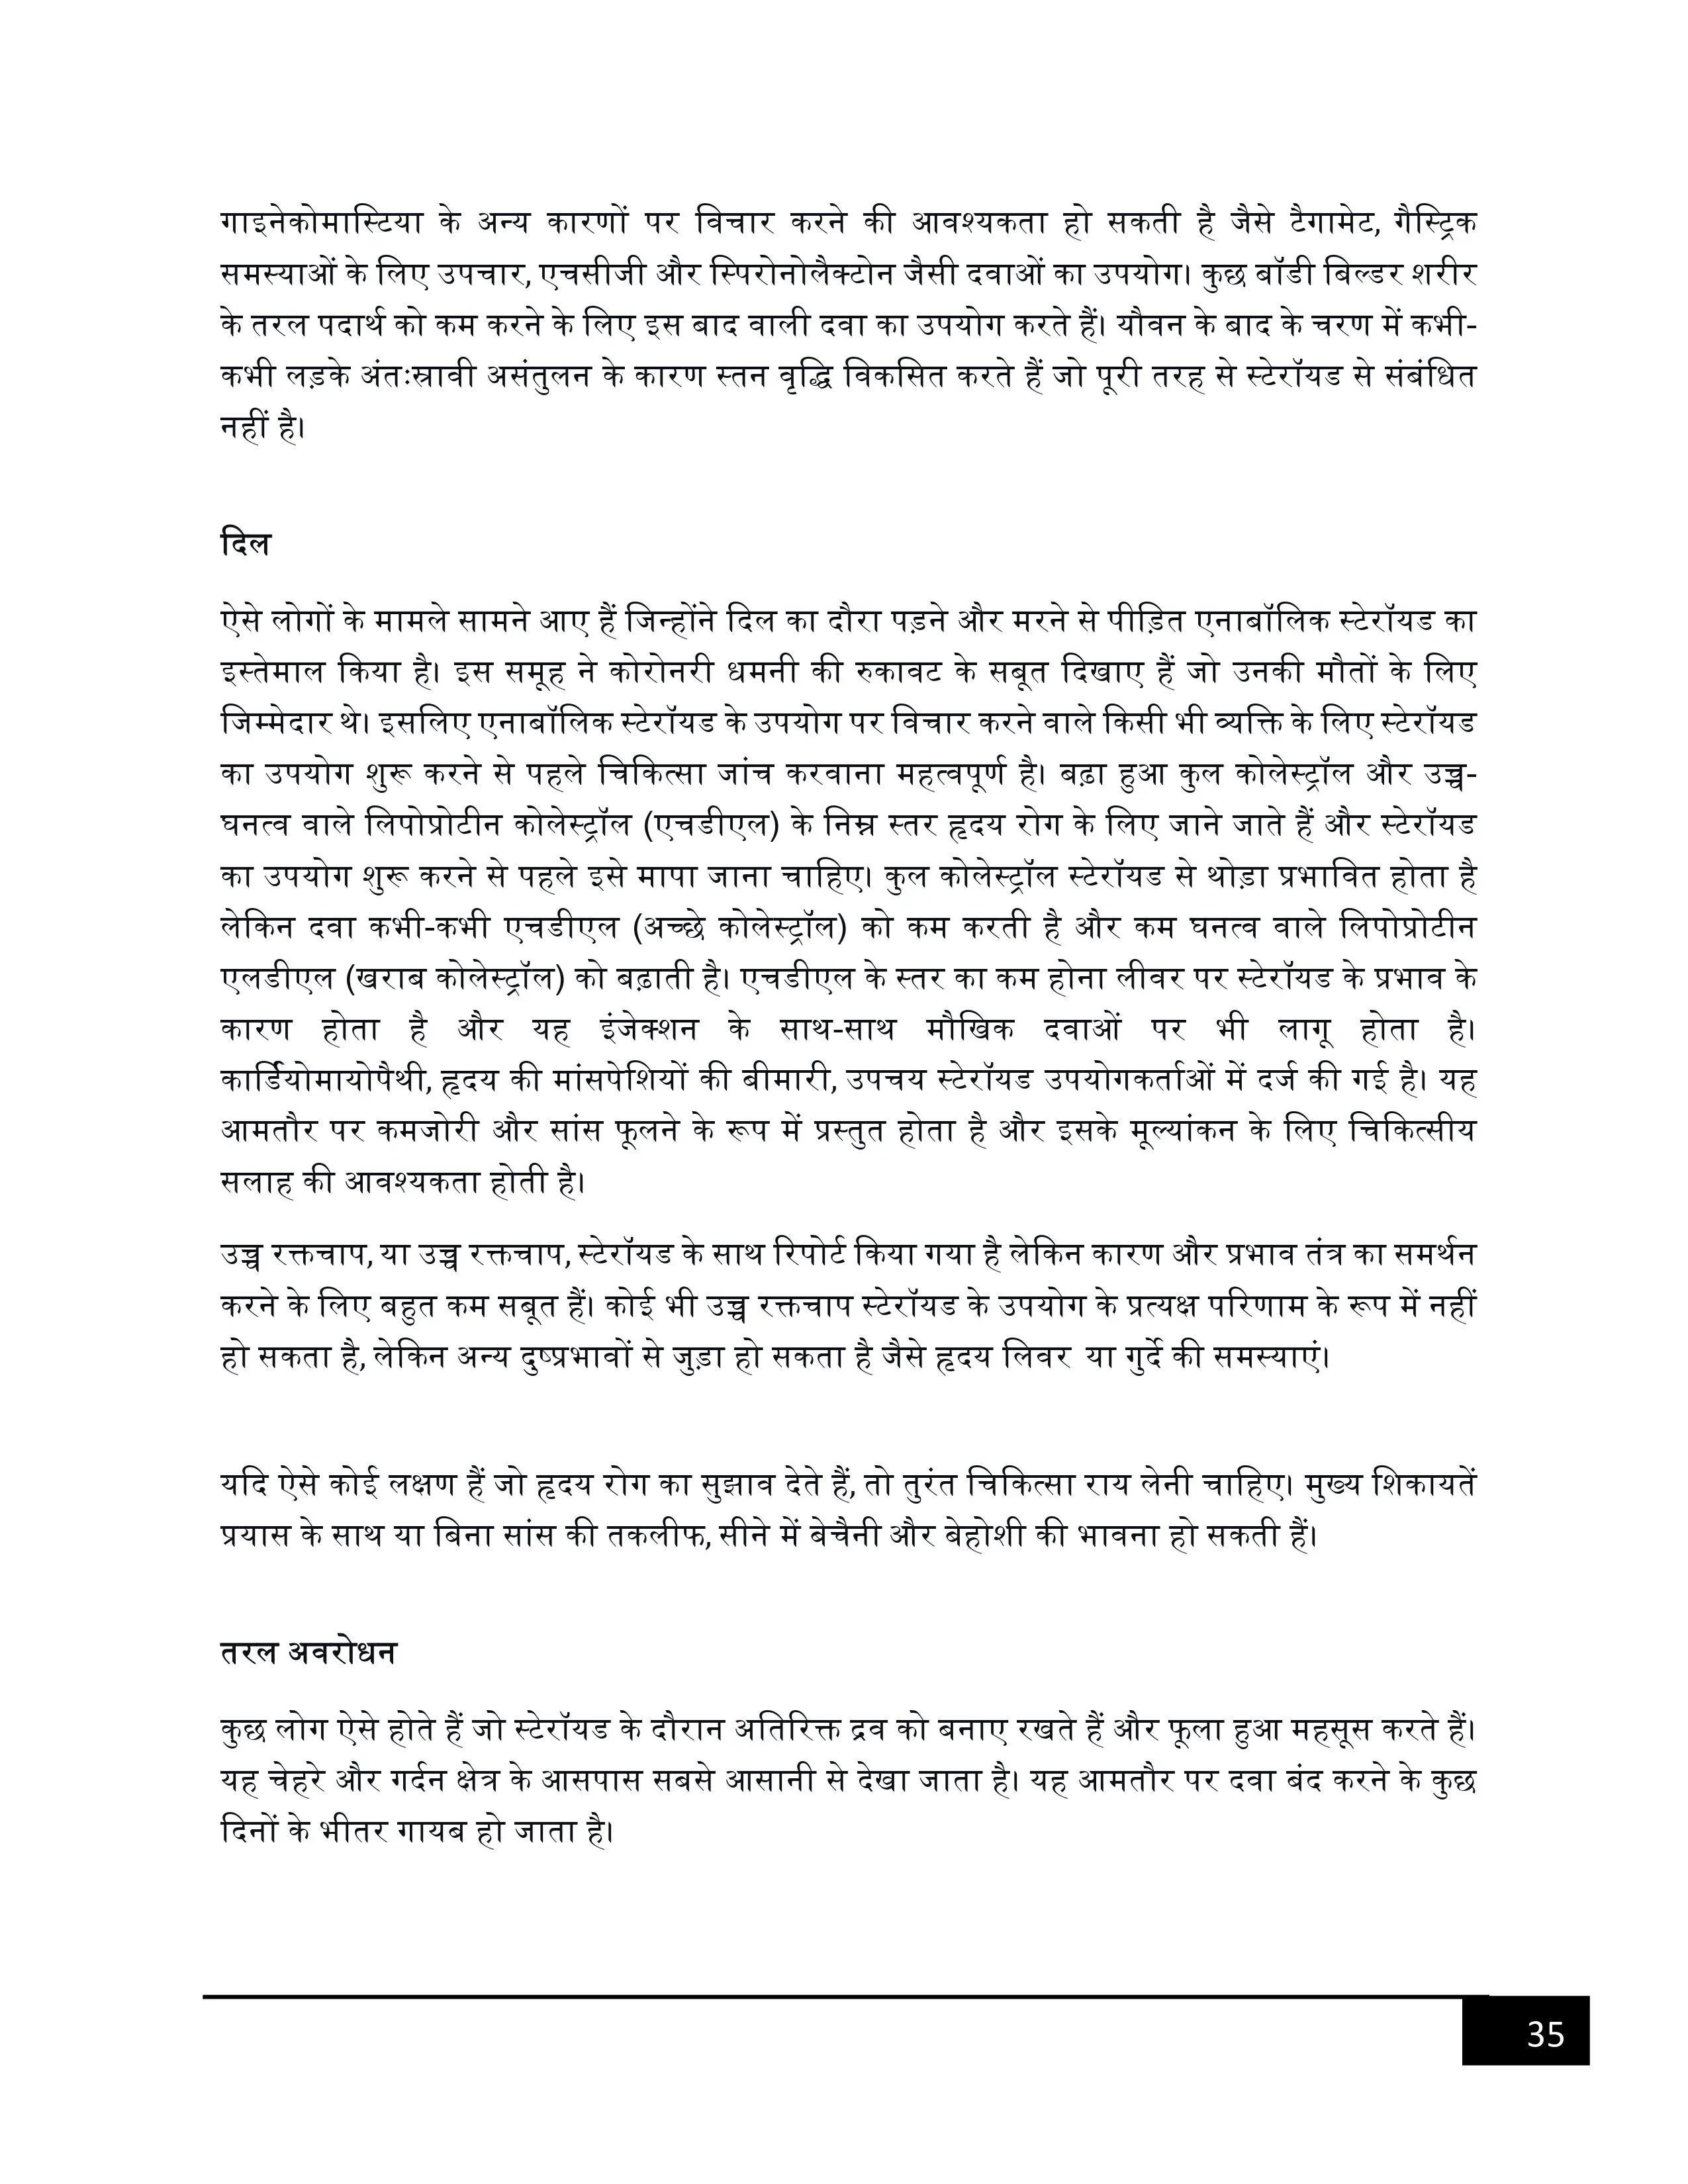 गाइनेकोमास्टिया के अन्य कारणों पर विचार करने की आवश्यकता हो सकती है जैसे टैगामेट, गैस्ट्रिक
समस्याओं के लिए उपचार, एचसीजी और स्पिरोनोलैक्टोन जैसी दवाओं का उपयोग। कुछ बॉडी बिल्डर शरीर
के तरल पदार्थ को कम करने के लिए इस बाद वाली दवा का उपयोग करते हैं। यौवन के बाद के चरण में कभी-
कभी लड़के अंतःस्रावी असंतुलन के कारण स्तन वृद्धि विकसित करते हैं जो पूरी तरह से स्टेरॉयड से संबंधित
नहीं है।
दिल
ऐसे लोगों के मामले सामने आए हैं जिन्होंने दिल का दौरा पड़ने और मरने से पीड़ित एनाबॉलिक स्टेरॉयड का
इस्तेमाल किया है। इस समूह ने कोरोनरी धमनी की रुकावट के सबूत दिखाए हैं जो उनकी मौतों के लिए
जिम्मेदार थे। इसलिए एनाबॉलिक स्टेरॉयड के उपयोग पर विचार करने वाले किसी भी व्यक्ति के लिए स्टेरॉयड
का उपयोग शुरू करने से पहले चिकित्सा जांच करवाना महत्वपूर्ण है। बढ़ा हुआ कुल कोलेस्ट्रॉल और उच्च-
घनत्व वाले लिपोप्रोटीन कोलेस्ट्रॉल (एचडीएल) के निम्न स्तर हृदय रोग के लिए जाने जाते हैं और स्टेरॉयड
का उपयोग शुरू करने से पहले इसे मापा जाना चाहिए। कुल कोलेस्ट्रॉल स्टेरॉयड से थोड़ा प्रभावित होता है
लेकिन दवा कभी-कभी एचडीएल (अच्छे कोलेस्ट्रॉल) को कम करती है और कम घनत्व वाले लिपोप्रोटीन
एलडीएल (खराब कोलेस्ट्रॉल) को बढ़ाती है। एचडीएल के स्तर का कम होना लीवर पर स्टेरॉयड के प्रभाव के
कारण होता है और यह इंजेक्शन के साथ-साथ मौखिक दवाओं पर भी लागू होता है।
कार्डियोमायोपैथी, हृदय की मांसपेशियों की बीमारी, उपचय स्टेरॉयड उपयोगकर्ताओं में दर्ज की गई है। यह
आमतौर पर कमजोरी और सांस फूलने के रूप में प्रस्तुत होता है और इसके मूल्यांकन के लिए चिकित्सीय
सलाह की आवश्यकता होती है।
उच्च रक्तचाप, या उच्च रक्तचाप, स्टेरॉयड के साथ रिपोर्ट किया गया है लेकिन कारण और प्रभाव तंत्र का समर्थन
करने के लिए बहुत कम सबूत हैं। कोई भी उच्च रक्तचाप स्टेरॉयड के उपयोग के प्रत्यक्ष परिणाम के रूप में नहीं
हो सकता है, लेकिन अन्य दुष्प्रभावों से जुड़ा हो सकता है जैसे हृदय लिवर या गुर्दे की समस्याएं।
यदि ऐसे कोई लक्षण हैं जो हृदय रोग का सुझाव देते हैं, तो तुरंत चिकित्सा राय लेनी चाहिए। मुख्य शिकायतें
प्रयास के साथ या बिना सांस की तकलीफ, सीने में बेचैनी और बेहोशी की भावना हो सकती हैं।
तरल अवरोधन
कुछ लोग ऐसे होते हैं जो स्टेरॉयड के दौरान अतिरिक्त द्रव को बनाए रखते हैं और फूला हुआ महसूस करते हैं।
यह चेहरे और गर्दन क्षेत्र के आसपास सबसे आसानी से देखा जाता है। यह आमतौर पर दवा बंद करने के कुछ
दिनों के भीतर गायब हो जाता है।
35